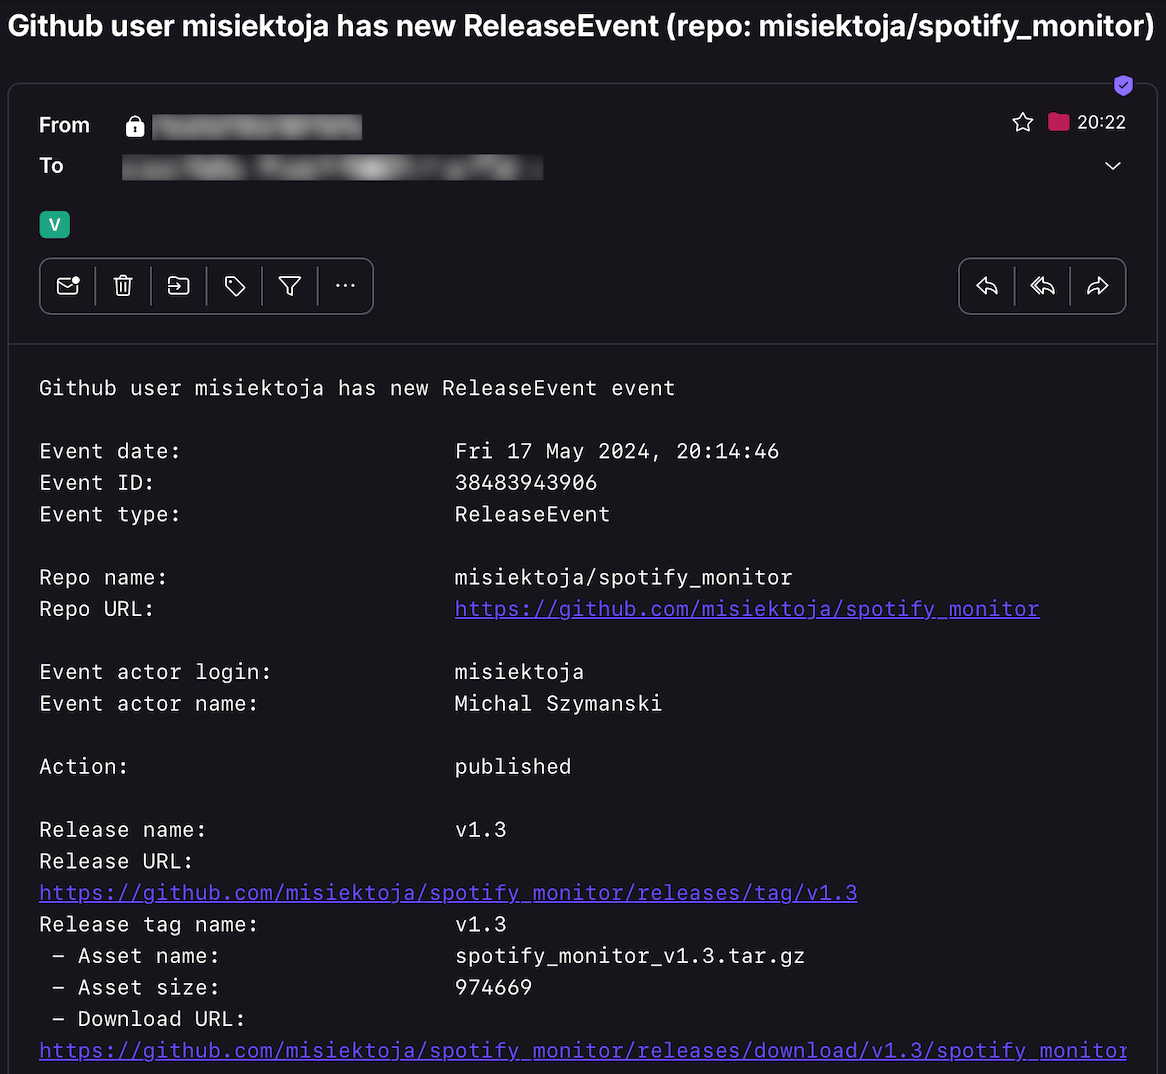 Github user misiektoja has new ReleaseEvent (repo: misiektoja/spotify_monitor)
From
20:22
To
V
Github user misiektoja has new ReleaseEvent event
Event date: Fri 17 May 2024, 20:14:46
Event ID: 38483943906
Event type: ReleaseEvent
Repo name: misiektoja/spotify_monitor
Repo URL: https://github.com/misiektoja/spotify_monitor
Event actor login: misiektoja
Event actor name: Michal Szymanski
Action: published
Release name: v1.3
Release URL:
https://github.com/misiektoja/spotify_monitor/releases/tag/v1.3
Release tag name: v1.3
– Asset name: spotify_monitor_v1.3.tar.gz
– Asset size: 974669
– Download URL:
https://github.com/misiektoja/spotify_monitor/releases/download/v1.3/spotify_monitor